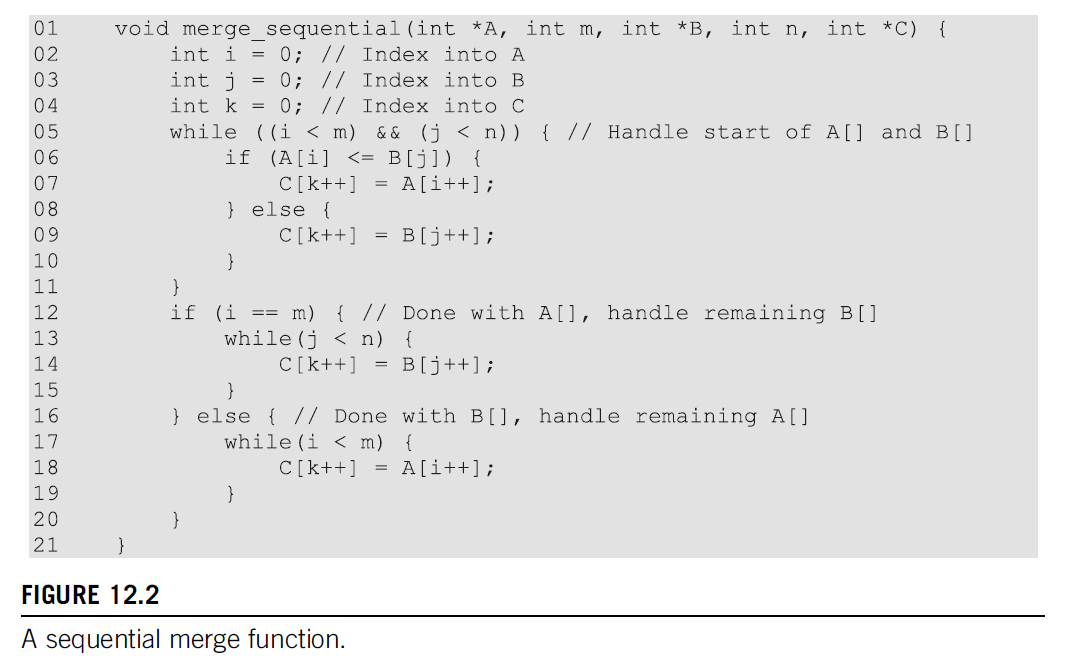 01 void merge_sequential(int *A, int m, int *B, int n, int *C) {
02 int i = 0; // Index into A
03 int j = 0; // Index into B
04 int k = 0; // Index into C
05 while ((i < m) && (j < n)) { // Handle start of A[] and B[]
06 if (A[i] <= B[j]) {
07 C[k++] = A[i++];
08 } else {
09 C[k++] = B[j++];
10 }
11 }
12 if (i == m) { // Done with A[], handle remaining B[]
13 while(j < n) {
14 C[k++] = B[j++];
15 }
16 } else { // Done with B[], handle remaining A[]
17 while(i < m) {
18 C[k++] = A[i++];
19 }
20 }
21 }
FIGURE 12.2
A sequential merge function.